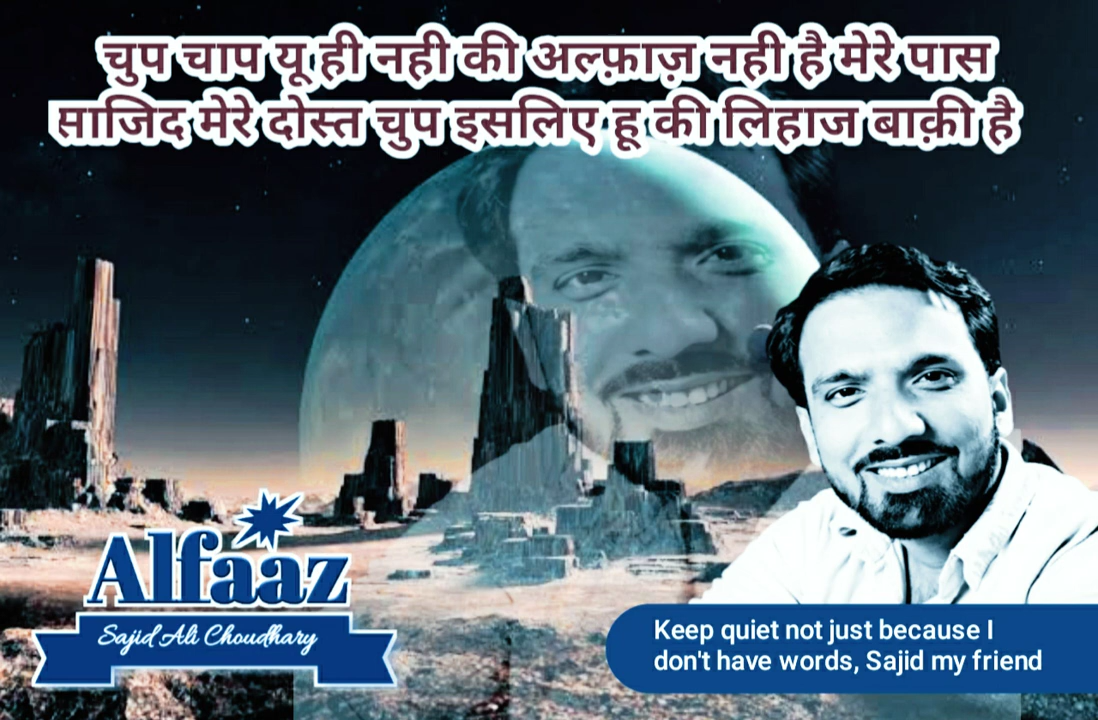 चुप चाप यू ही नही की अल्फ़ाज़ नही है मेरे पास
साजिद मेरे दोस्त चुप इसलिए हू की लिहाज बाक़ी है
Alfaaz
Sajid Ali Choudhary
Keep quiet not just because I
don't have words, Sajid my friend